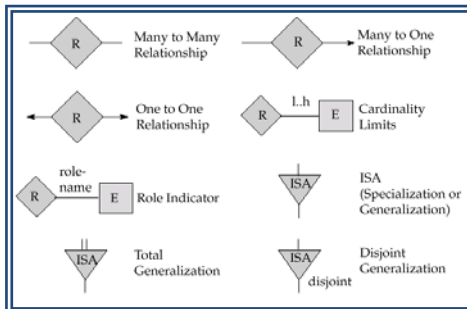 R
Many to Many
Relationship
R
Many to One
Relationship
R
One to One
Relationship
R
l..h
E
Cardinality
Limits
R
role-
name
E
Role Indicator
ISA
ISA
(Specialization or
Generalization)
ISA
Total
Generalization
ISA
disjoint
Disjoint
Generalization